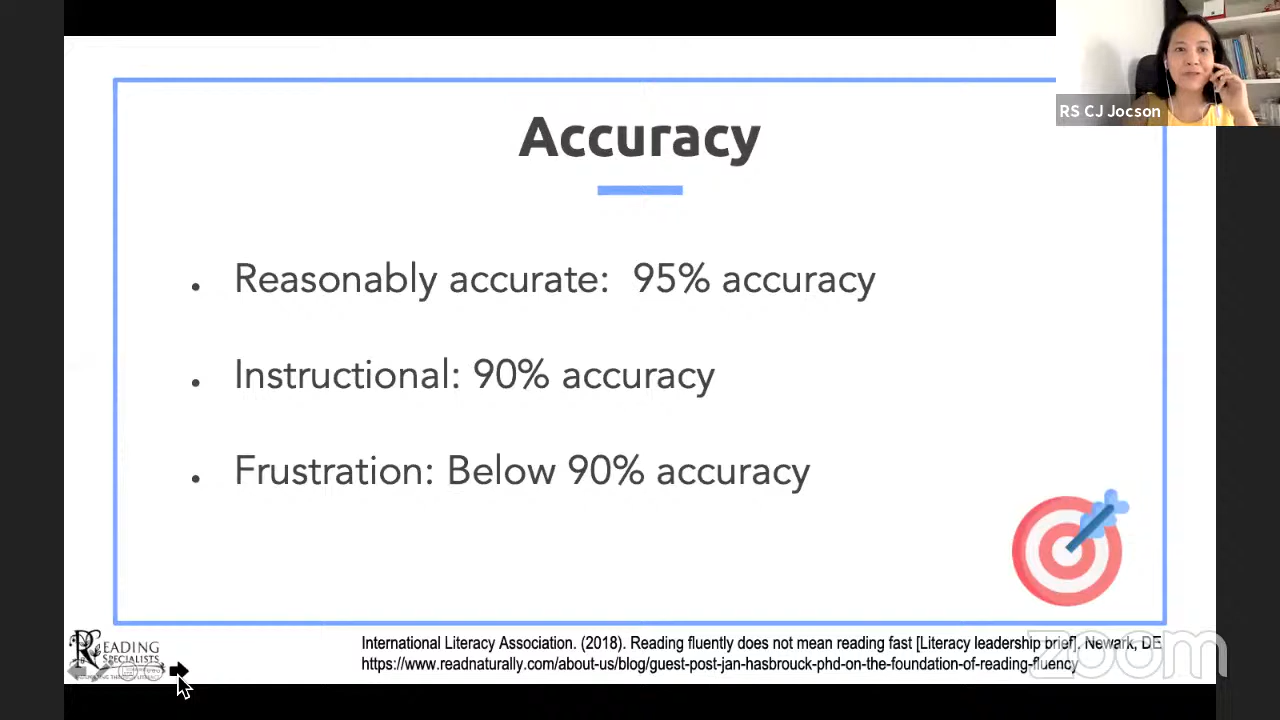 RS CJ Jocson
Accuracy
• Reasonably accurate: 95% accuracy
• Instructional: 90% accuracy
• Frustration: Below 90% accuracy
READING
SPECIALISTS
International Literacy Association. (2018). Reading fluently does not mean reading fast [Literacy leadership brief]. Newark, DE
https://www.readnaturally.com/about-us/blog/guest-post-jan-hasbrouck-phd-on-the-foundation-of-reading-fluency
zoom